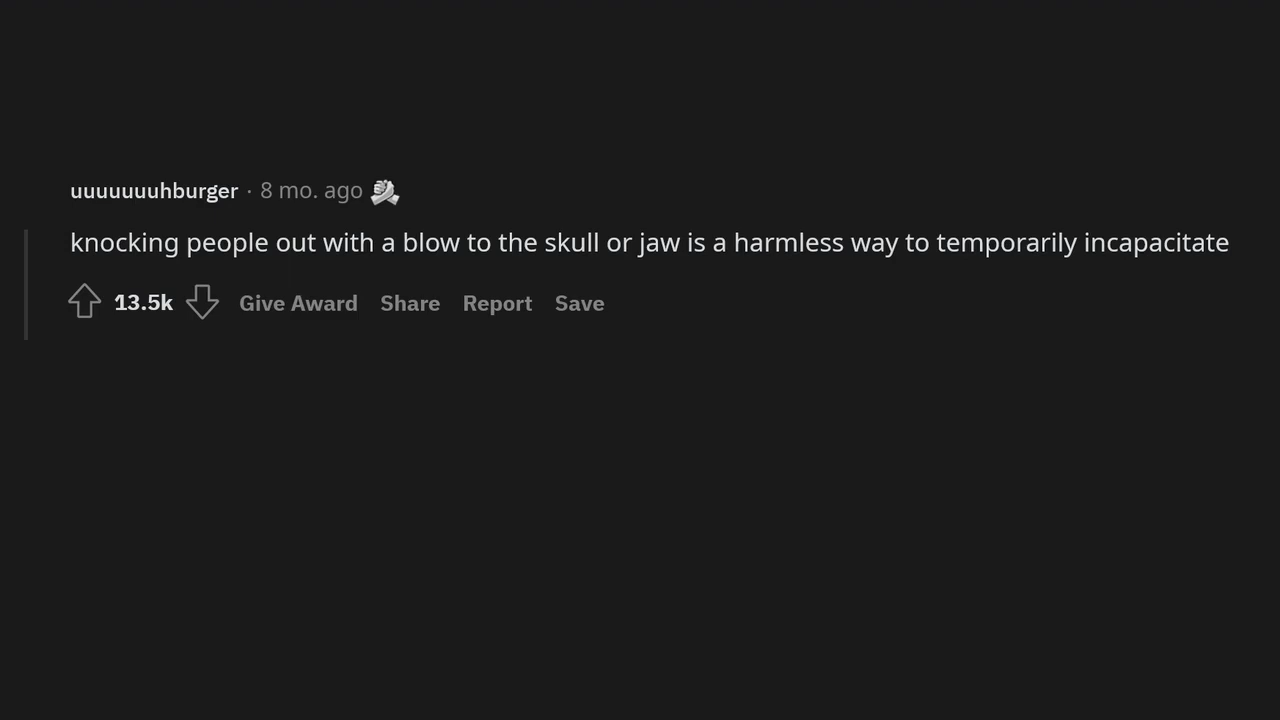 uuuuuuuhburger · 8 mo. ago
knocking people out with a blow to the skull or jaw is a harmless way to temporarily incapacitate
13.5k Give Award Share Report Save